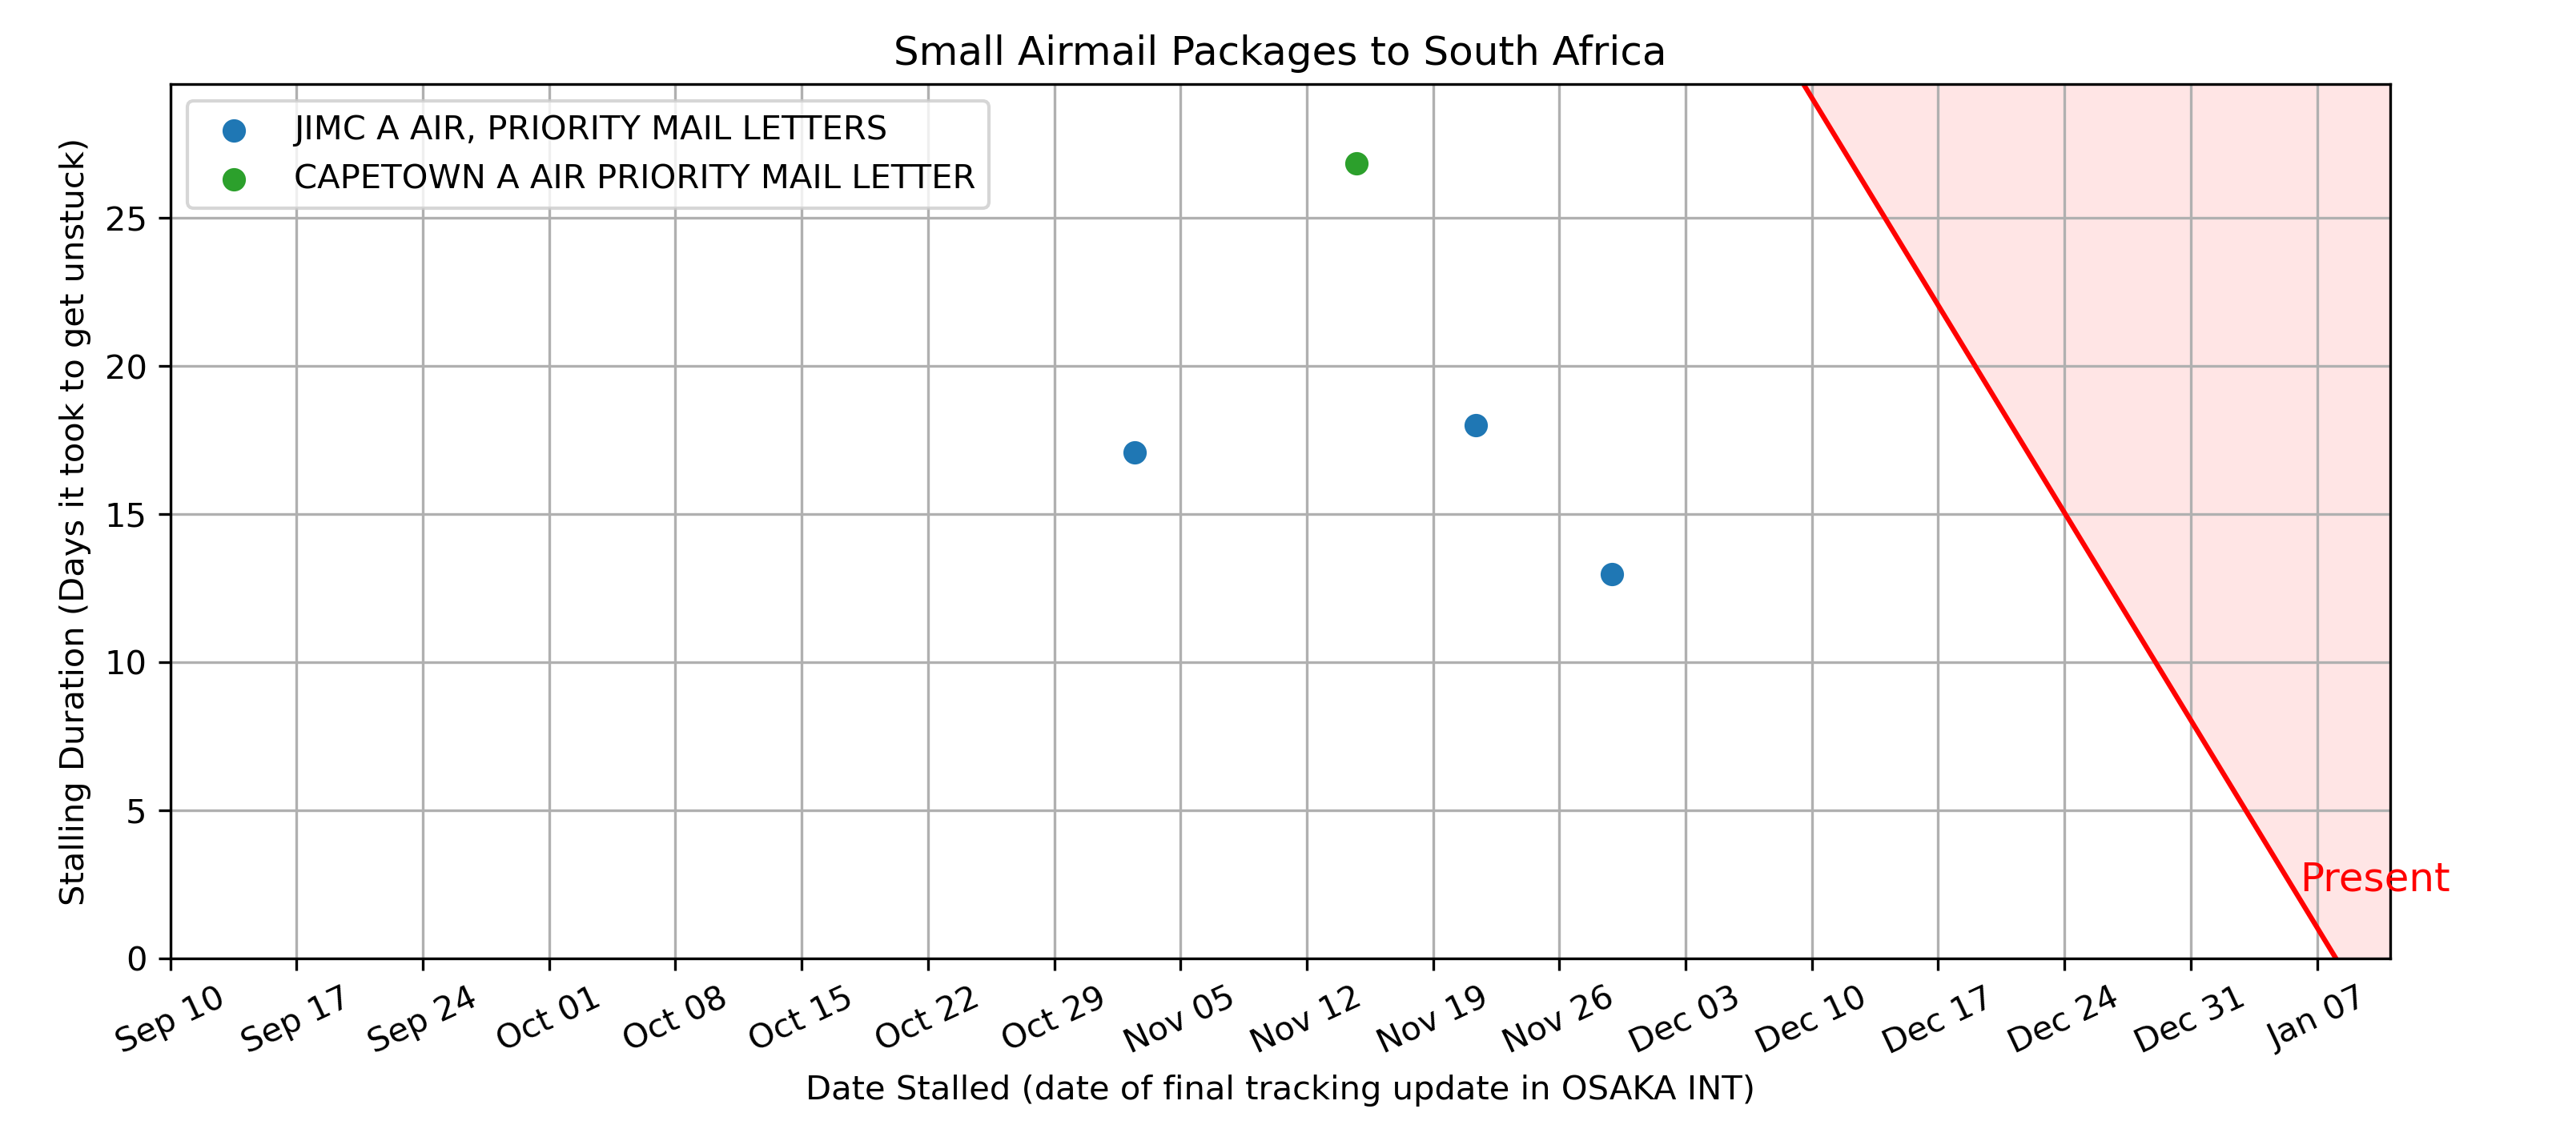 Small Airmail Packages to South Africa
JIMC A AIR, PRIORITY MAIL LETTERS
CAPETOWN A AIR PRIORITY MAIL LETTER
Stalling Duration (Days it took to get unstuck)
25
20
15
10
5
0
Present
Sep 10 Sep 17 Sep 24 Oct 01 Oct 08 Oct 15 Oct 22 Oct 29 Nov 05 Nov 12 Nov 19 Nov 26 Dec 03 Dec 10 Dec 17 Dec 24 Dec 31 Jan 07
Date Stalled (date of final tracking update in OSAKA INT)